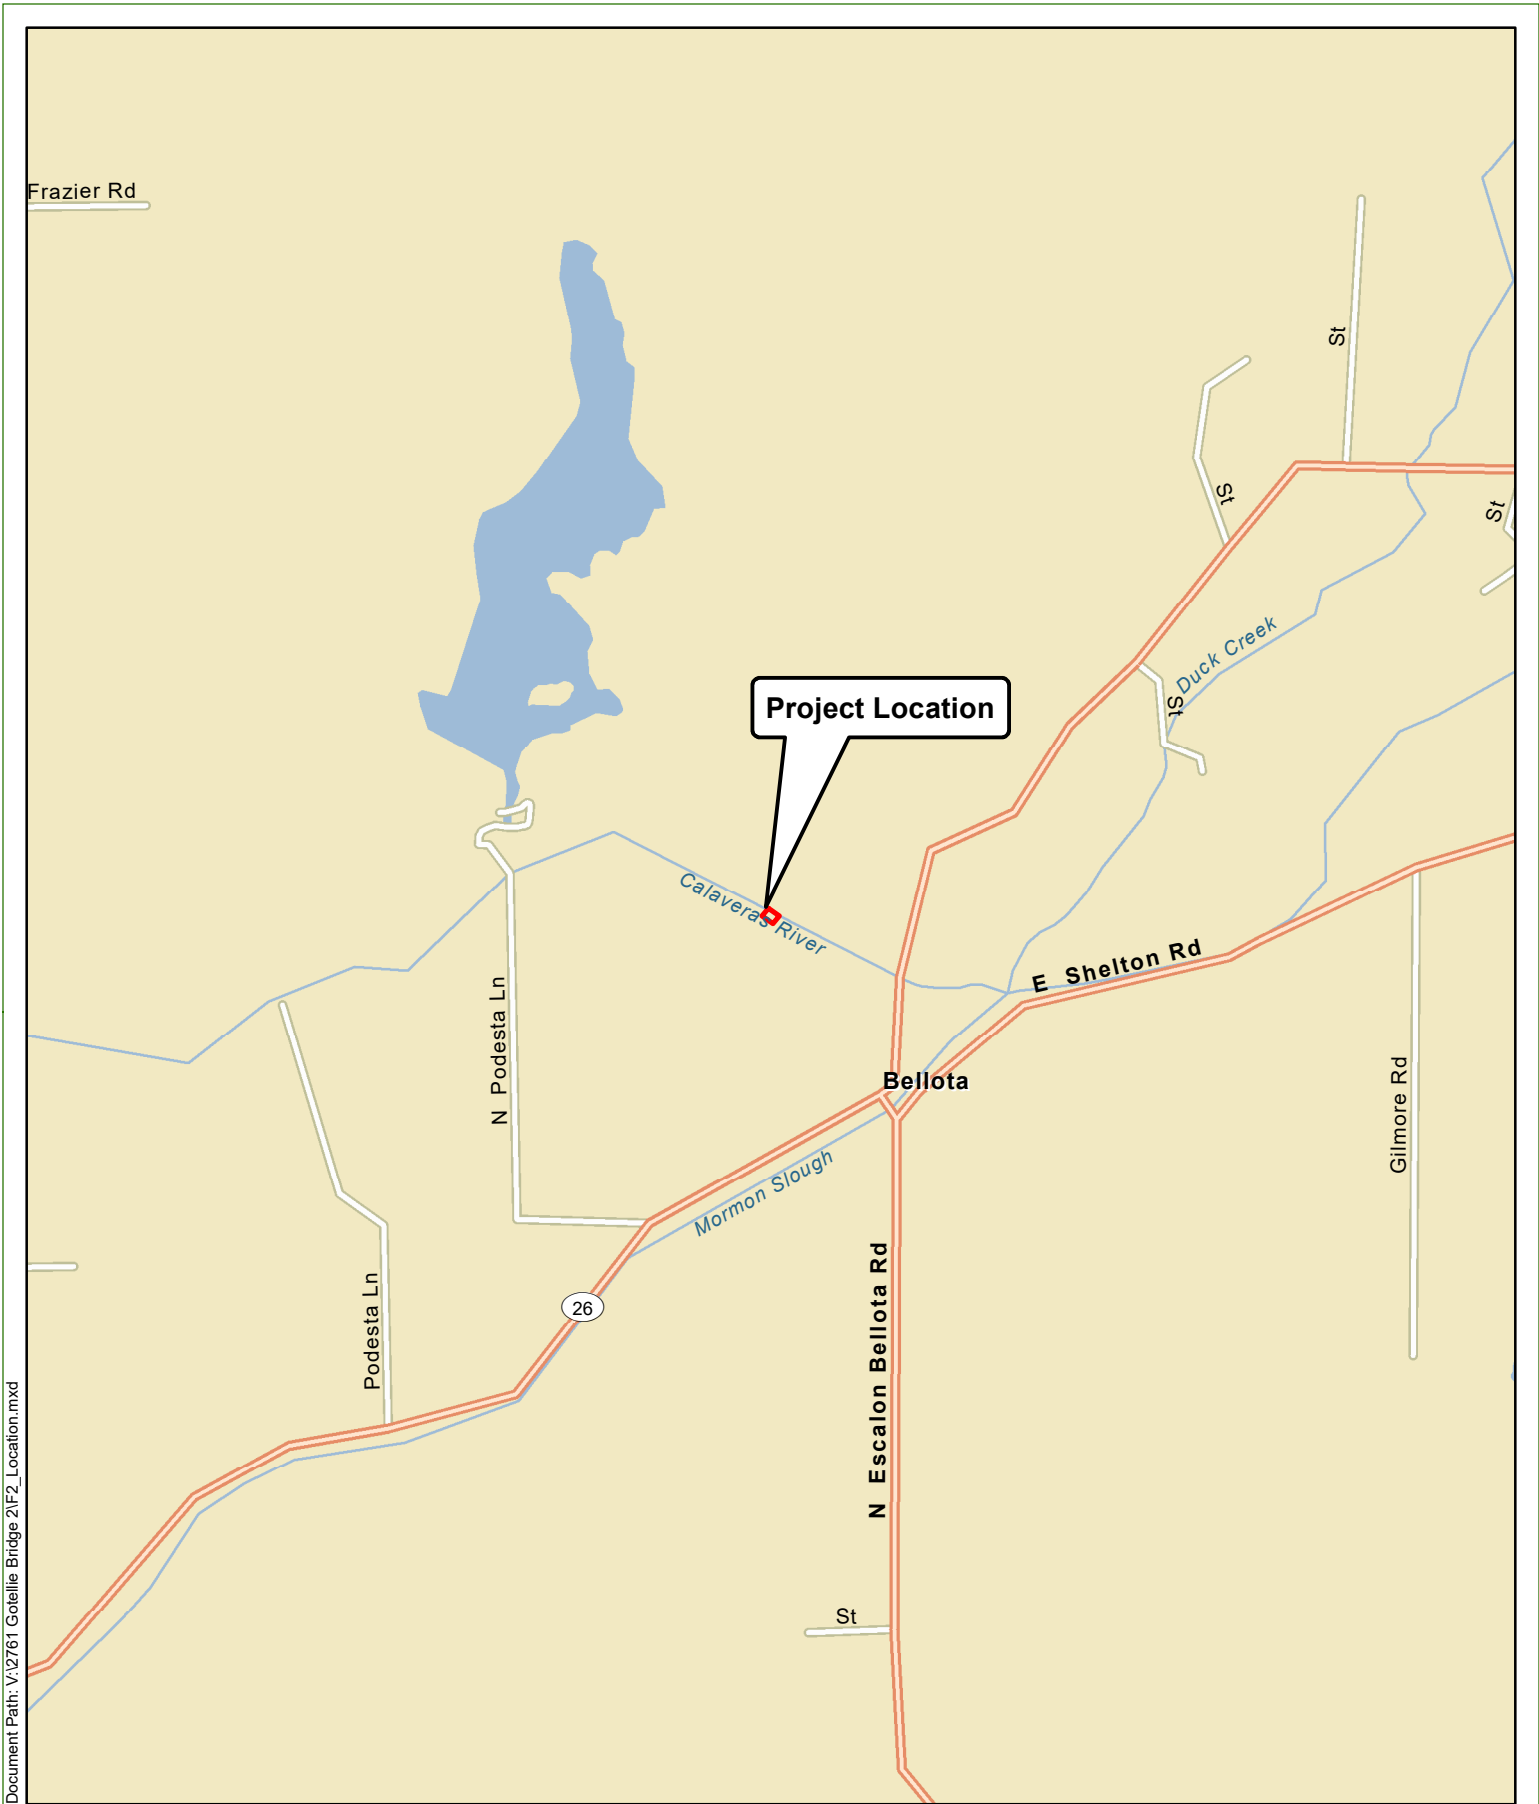 Frazier Rd
St
St
St
Duck Creek
St
Project Location
Calaveras River
E Shelton Rd
N Podesta Ln
Bellota
Gilmore Rd
Mormon Slough
N Escalon Bellota Rd
Podesta Ln
26
St
Document Path: V:\2761 Gotellie Bridge 2\F2_Location.mxd